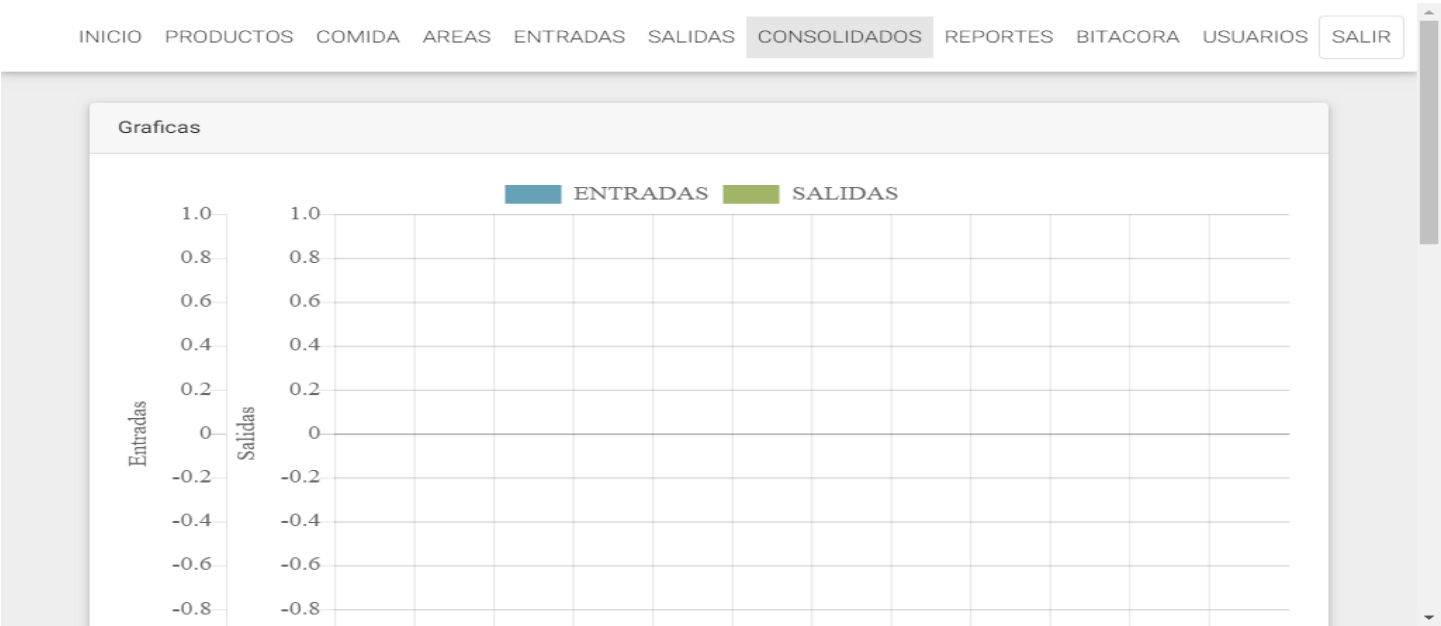 INICIO PRODUCTOS COMIDA AREAS ENTRADAS SALIDAS CONSOLIDADOS REPORTES BITACORA USUARIOS SALIR
Graficas
ENTRADAS SALIDAS
1.0 1.0
0.8 0.8
0.6 0.6
0.4 0.4
0.2 0.2
0 0
-0.2 -0.2
-0.4 -0.4
-0.6 -0.6
-0.8 -0.8
Entradas
Salidas